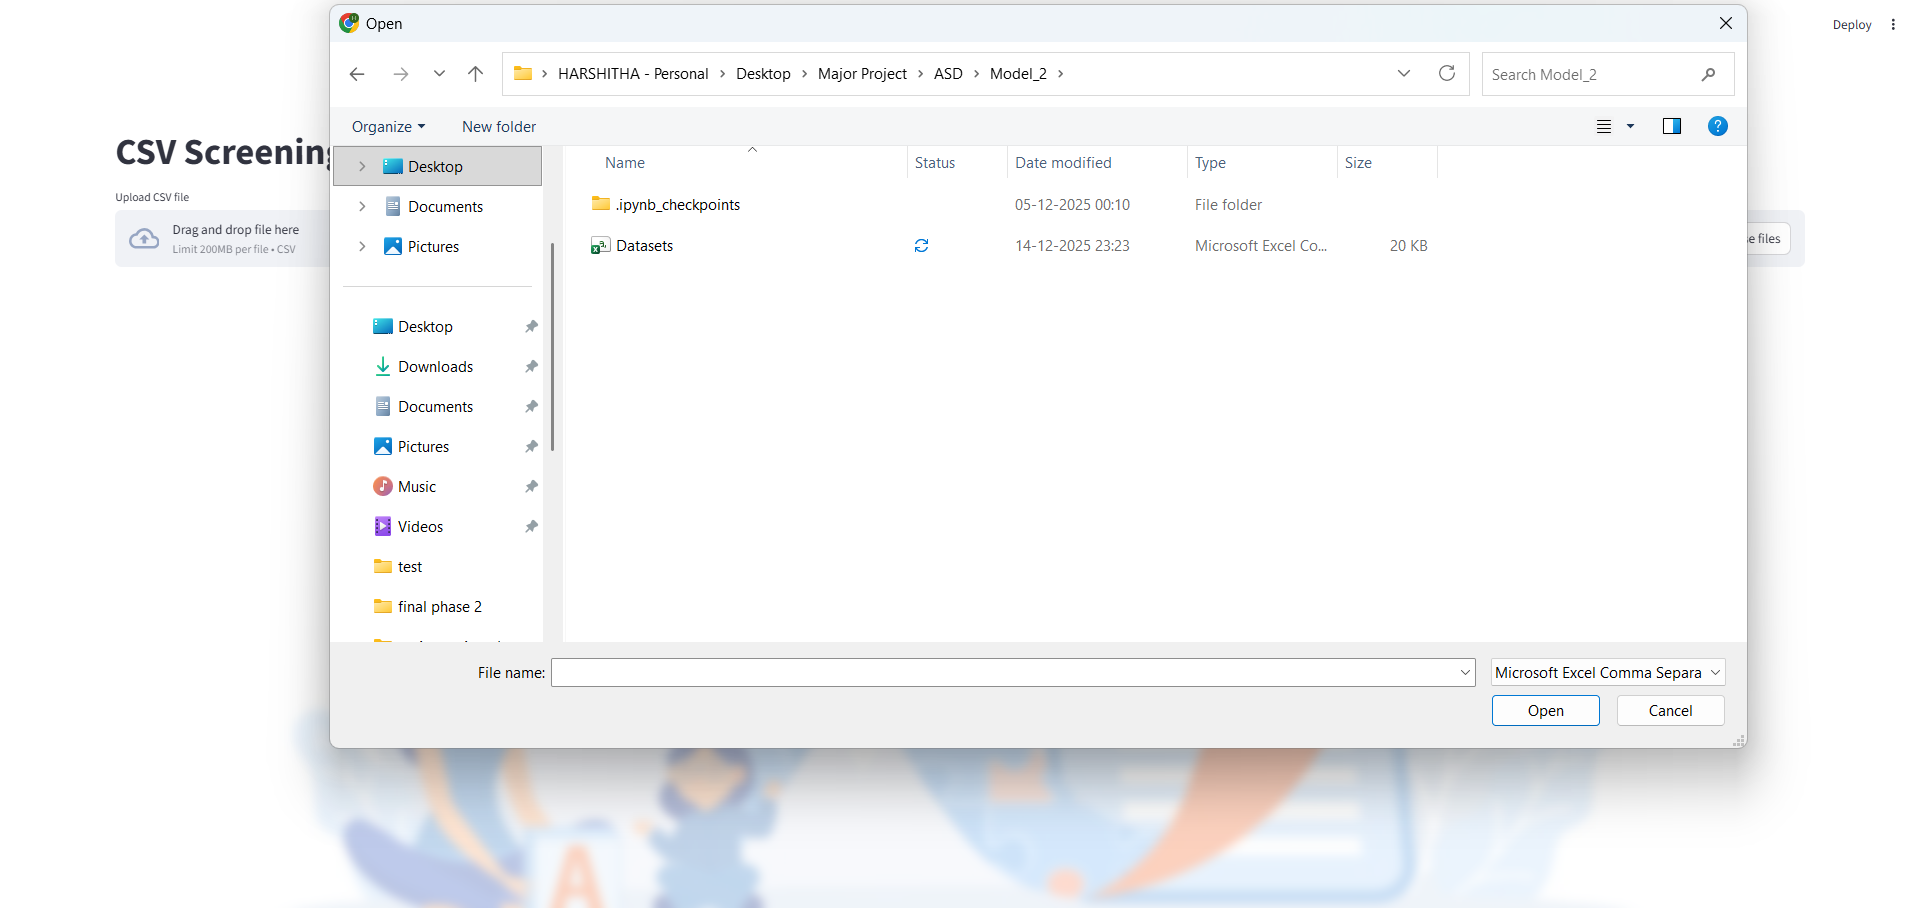 Open
Deploy
HARSHITHA - Personal > Desktop > Major Project > ASD > Model_2 >
Search Model_2
Organize
New folder
CSV Screening
Upload CSV file
Drag and drop file here
Limit 200MB per file • CSV
Desktop
Documents
Pictures
Desktop
Downloads
Documents
Pictures
Music
Videos
test
final phase 2
Name Status Date modified Type Size
.ipynb_checkpoints 05-12-2025 00:10 File folder
Datasets 14-12-2025 23:23 Microsoft Excel Co... 20 KB
files
File name:
Microsoft Excel Comma Separa
Open
Cancel
A